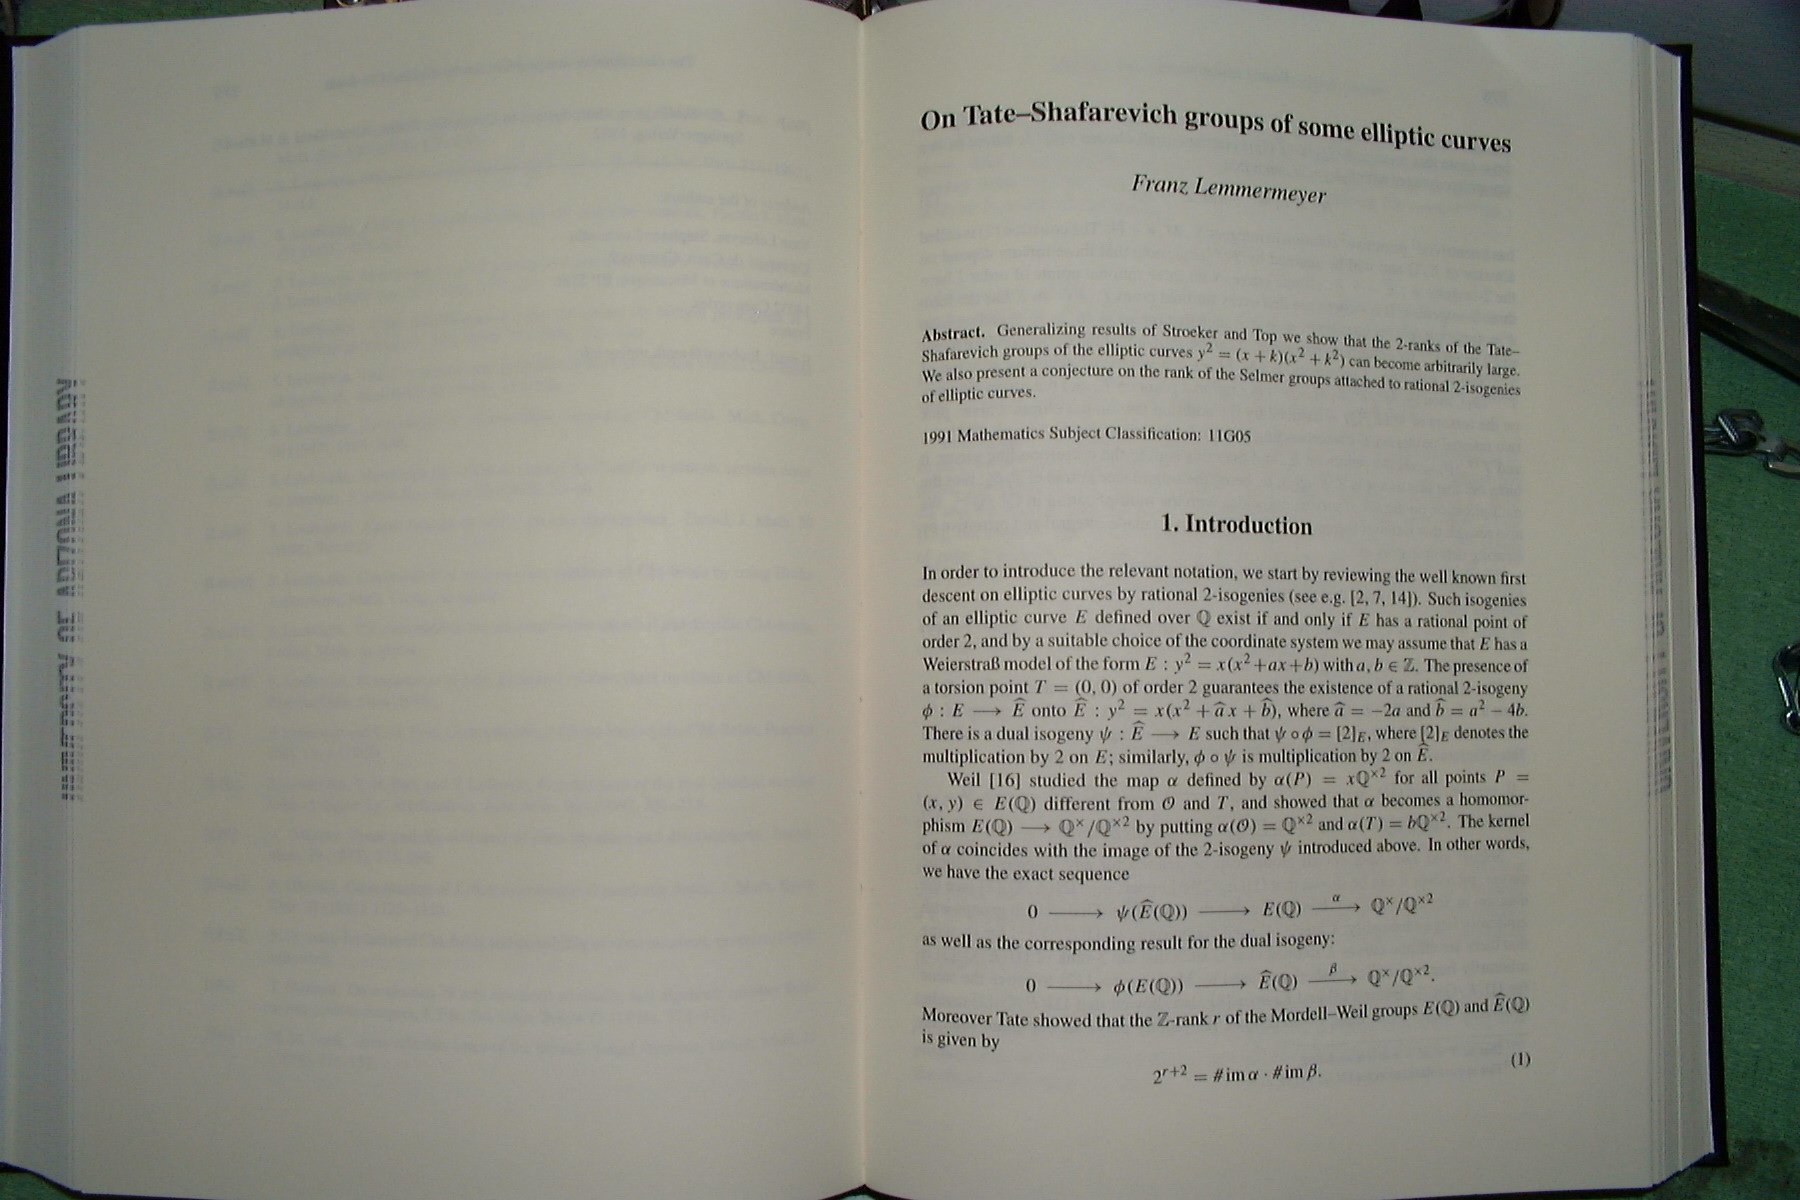 On Tate–Shafarevich groups of some elliptic curves
Franz Lemmermeyer
Abstract. Generalizing results of Stroeker and Top we show that the 2-ranks of the Tate–
Shafarevich groups of the elliptic curves y² = (x + k)(x² + k²) can become arbitrarily large.
We also present a conjecture on the rank of the Selmer groups attached to rational 2-isogenies
of elliptic curves.
1991 Mathematics Subject Classification: 11G05
1. Introduction
In order to introduce the relevant notation, we start by reviewing the well known first
descent on elliptic curves by rational 2-isogenies (see e.g. [2, 7, 14]). Such isogenies
of an elliptic curve E defined over ℚ exist if and only if E has a rational point of
order 2, and by a suitable choice of the coordinate system we may assume that E has a
Weierstraß model of the form E : y² = x(x²+ax+b) with a, b ∈ ℤ. The presence of
a torsion point T = (0, 0) of order 2 guarantees the existence of a rational 2-isogeny
ϕ : E ⟶ Ê onto Ê : y² = x(x² + âx + b̂), where â = −2a and b̂ = a² − 4b.
There is a dual isogeny ψ : Ê ⟶ E such that ψ ∘ ϕ = [2]_E, where [2]_E denotes the
multiplication by 2 on E; similarly, ϕ ∘ ψ is multiplication by 2 on Ê.
Weil [16] studied the map α defined by α(P) = xℚ^×2 for all points P =
(x, y) ∈ E(ℚ) different from 𝒪 and T, and showed that α becomes a homomor-
phism E(ℚ) ⟶ ℚ^×/ℚ^×2 by putting α(𝒪) = ℚ^×2 and α(T) = bℚ^×2. The kernel
of α coincides with the image of the 2-isogeny ψ introduced above. In other words,
we have the exact sequence
0 ⟶ ψ(Ê(ℚ)) ⟶ E(ℚ) —α→ ℚ^×/ℚ^×2
as well as the corresponding result for the dual isogeny:
0 ⟶ ϕ(E(ℚ)) ⟶ Ê(ℚ) —β→ ℚ^×/ℚ^×2.
Moreover Tate showed that the ℤ-rank r of the Mordell–Weil groups E(ℚ) and Ê(ℚ)
is given by
2^{r+2} = #im α · #im β. (1)